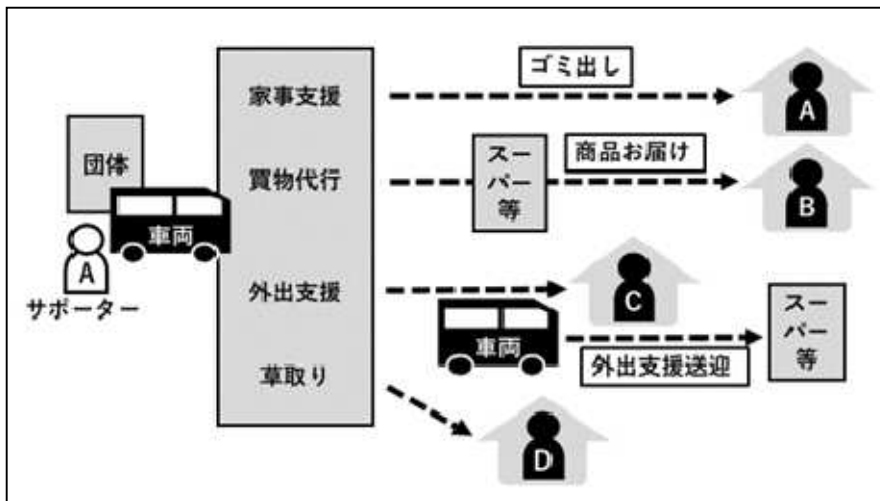 団体
車両
A
サポーター
家事支援
買物代行
外出支援
草取り
ゴミ出し
A
スー
パー
等
商品お届け
B
C
車両
外出支援送迎
スー
パー
等
D